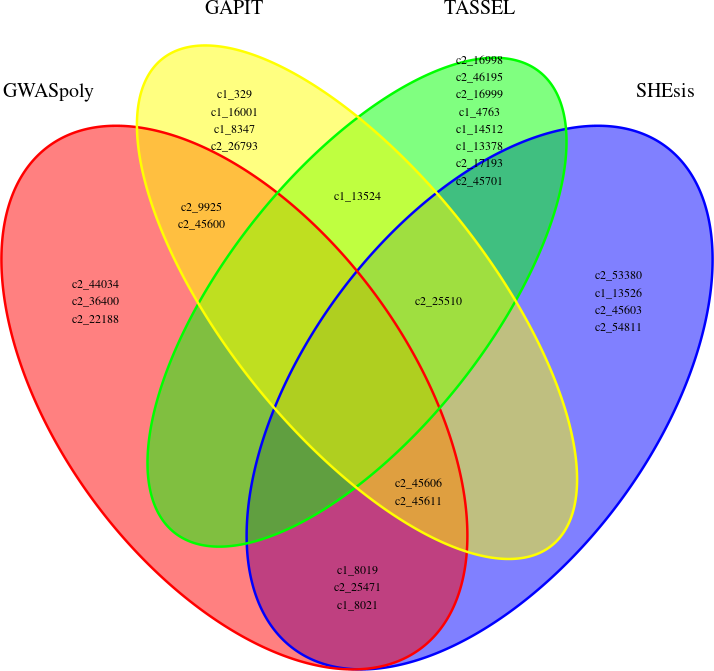 GAPIT
TASSEL
GWASpoly
SHEsis
c1_329
c1_16001
c1_8347
c2_26793
c2_16998
c2_46195
c2_16999
c1_4763
c1_14512
c1_13378
c2_17193
c2_45701
c2_9925
c2_45600
c1_13524
c2_44034
c2_36400
c2_22188
c2_25510
c2_53380
c1_13526
c2_45603
c2_54811
c2_45606
c2_45611
c1_8019
c2_25471
c1_8021